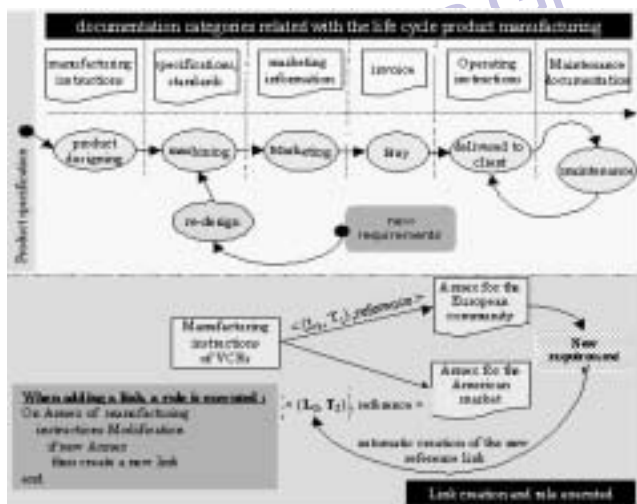 documentation categories related with the life cycle product manufacturing
manufacturing
instructions
specifications,
standards
marketing
information
invoice
Operating
instructions
Maintenance
documentation
Product specification
product
designing
machining
Marketing
Buy
delivered to
client
maintenance
re-design
new
requirements
Manufacturing
instructions
of VCRs
reference >
Annex for the
European
community
New
requirement
s
Annex for the
American
market
reference
When adding a link, a rule is executed :
On Annex of manufacturing
instructions Modification
if new Annex
then create a new link
end.
automatic creation of the new
reference link
Link creation and rule executed